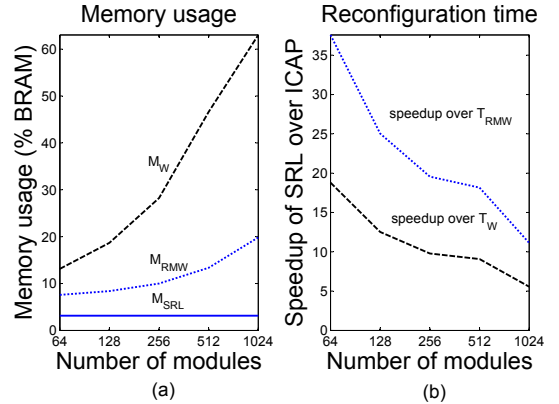 Memory usage
Memory usage (% BRAM)
60
50
40
30
20
10
0
M_W
M_RMW
M_SRL
64 128 256 512 1024
Number of modules
(a)
Reconfiguration time
Speedup of SRL over ICAP
35
30
25
20
15
10
5
0
speedup over T_RMW
speedup over T_W
64 128 256 512 1024
Number of modules
(b)